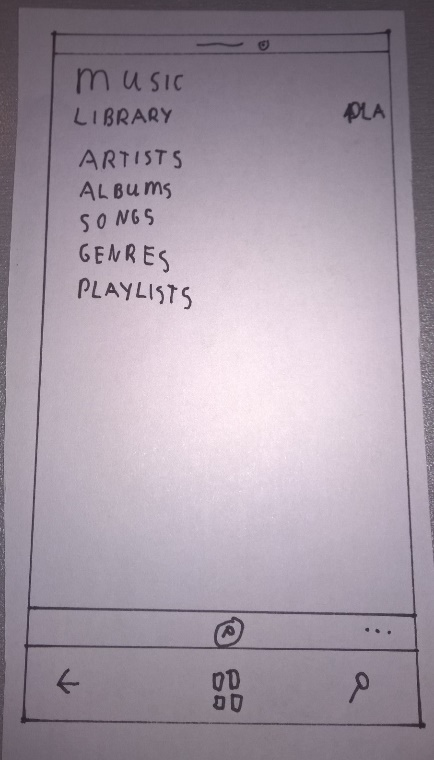 MUSIC
LIBRARY PLA
ARTISTS
ALBUMS
SONGS
GENRES
PLAYLISTS
...